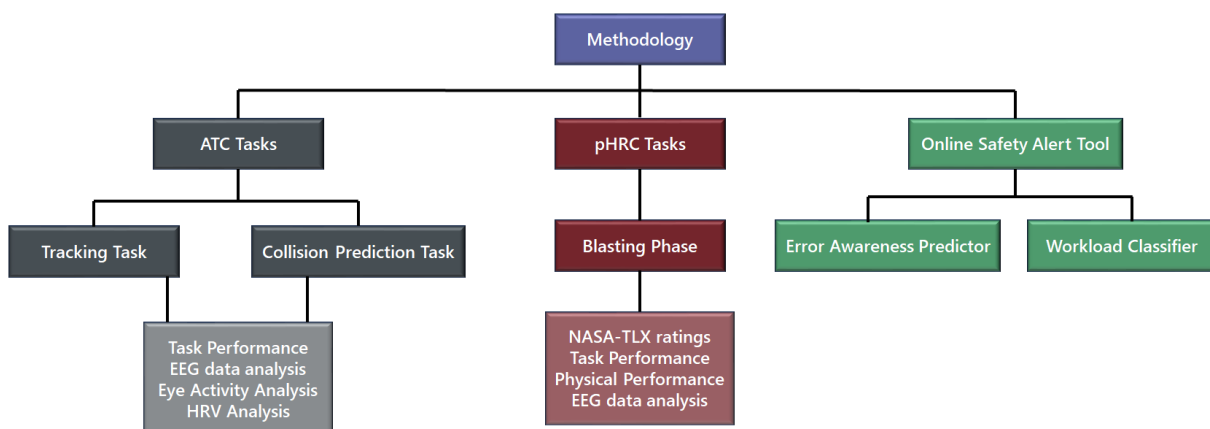 Methodology
ATC Tasks
pHRC Tasks
Online Safety Alert Tool
Tracking Task
Collision Prediction Task
Blasting Phase
Error Awareness Predictor
Workload Classifier
Task Performance
EEG data analysis
Eye Activity Analysis
HRV Analysis
NASA-TLX ratings
Task Performance
Physical Performance
EEG data analysis